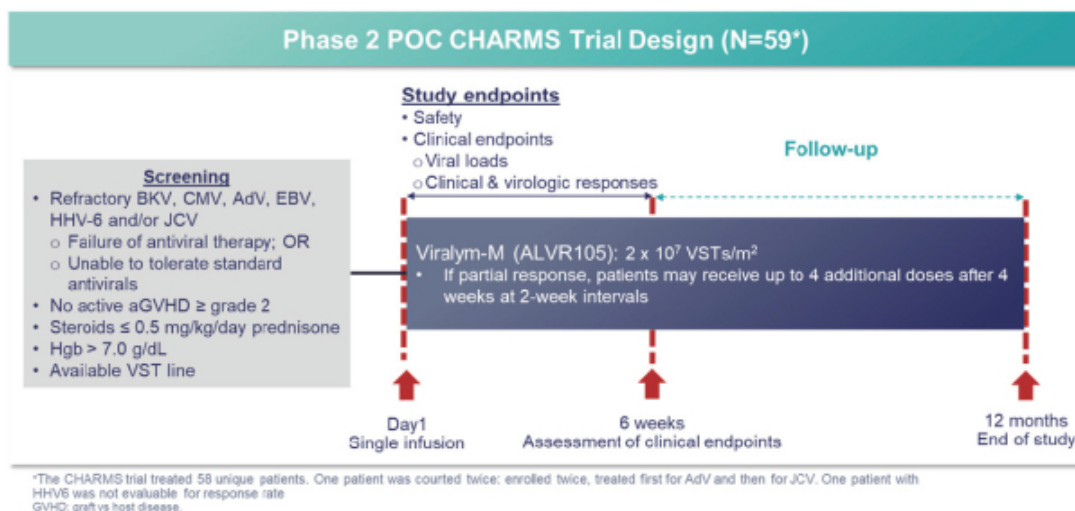 Phase 2 POC CHARMS Trial Design (N=59*)
Study endpoints
• Safety
• Clinical endpoints
o Viral loads
o Clinical & virologic responses
Follow-up
Screening
• Refractory BKV, CMV, AdV, EBV,
HHV-6 and/or JCV
o Failure of antiviral therapy; OR
o Unable to tolerate standard
antivirals
• No active aGVHD ≥ grade 2
• Steroids ≤ 0.5 mg/kg/day prednisone
• Hgb > 7.0 g/dL
• Available VST line
Viralym-M (ALVR105): 2 x 10⁷ VSTs/m²
• If partial response, patients may receive up to 4 additional doses after 4
weeks at 2-week intervals
Day1
Single infusion
6 weeks
Assessment of clinical endpoints
12 months
End of study
*The CHARMS trial treated 58 unique patients. One patient was courted twice: enrolled twice, treated first for AdV and then for JCV. One patient with
HHV6 was not evaluable for response rate
GVHD: graft vs host disease.